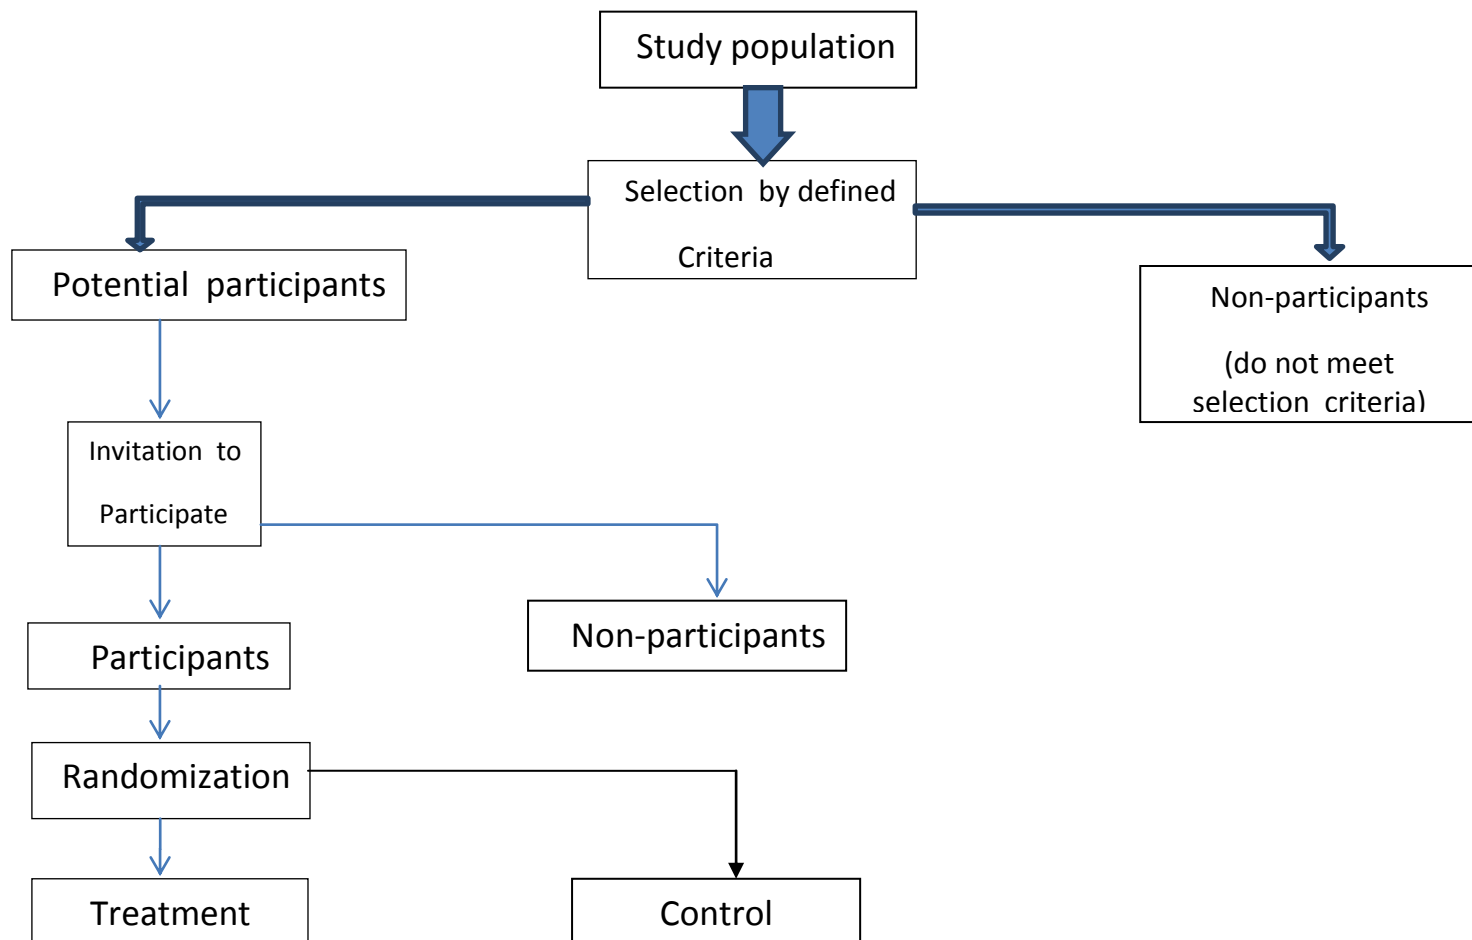 Study population
Selection by defined
Criteria
Potential participants
Non-participants
(do not meet
selection criteria)
Invitation to
Participate
Non-participants
Participants
Randomization
Treatment
Control